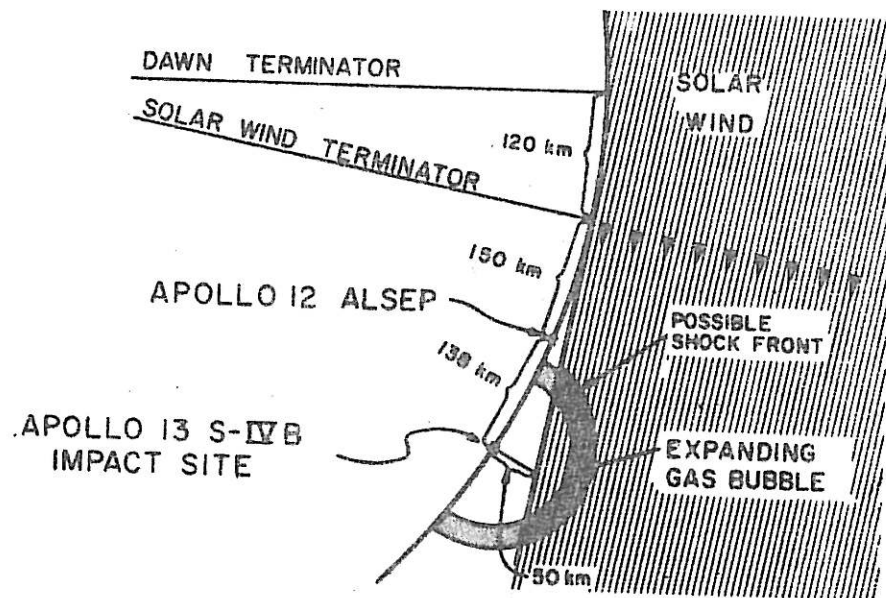 DAWN TERMINATOR
SOLAR WIND TERMINATOR
SOLAR
WIND
120 km
150 km
APOLLO 12 ALSEP
138 km
POSSIBLE
SHOCK FRONT
APOLLO 13 S-IVB
IMPACT SITE
EXPANDING
GAS BUBBLE
50 km